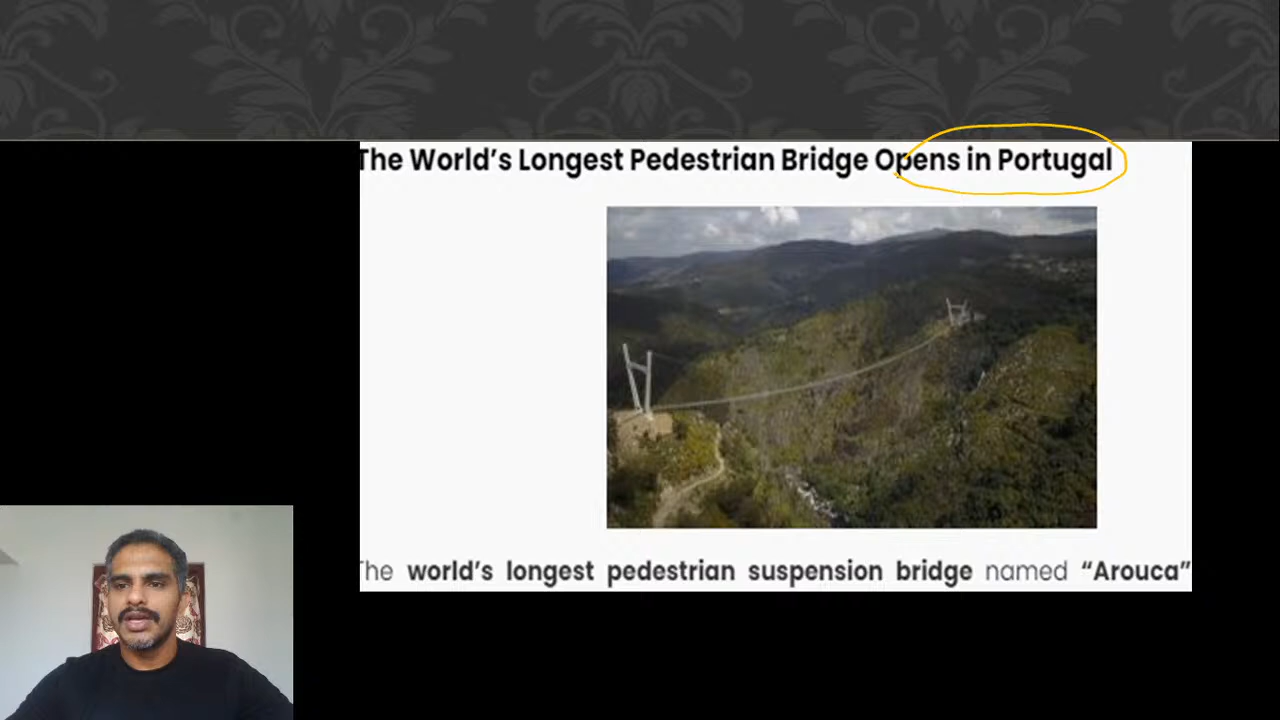 The World's Longest Pedestrian Bridge Opens in Portugal
The world's longest pedestrian suspension bridge named “Arouca”